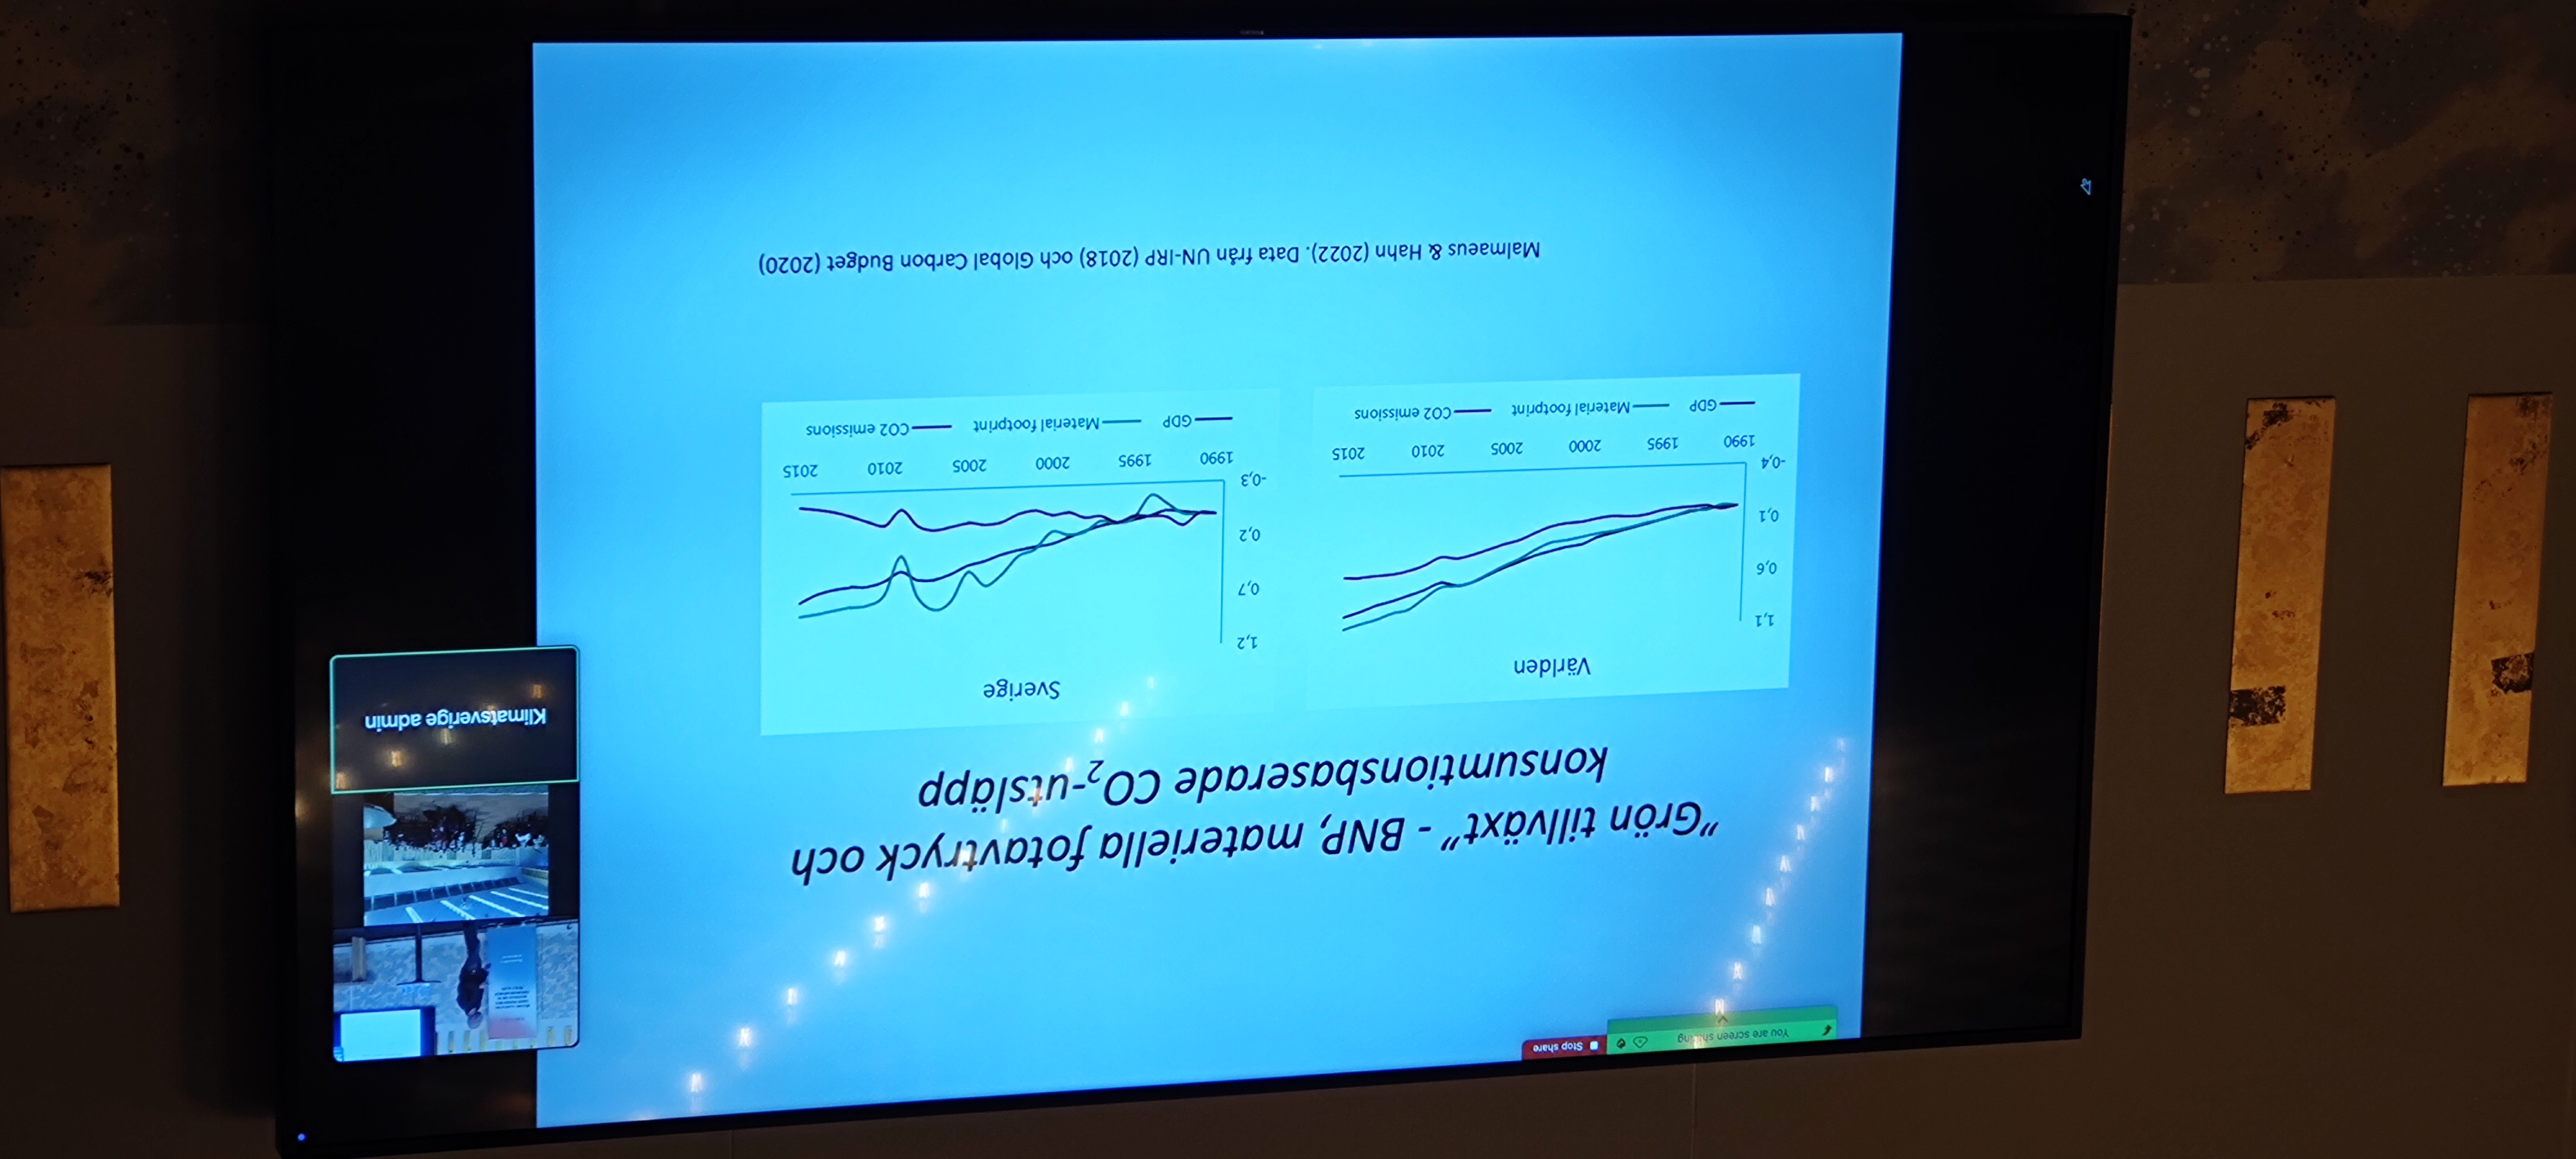 You are screen sharing
Stop share
”Grön tillväxt” - BNP, materiella fotavtryck och
konsumtionsbaserade CO₂-utsläpp
Klimatsverige admin
Världen
1,1
0,6
0,1
-0,4
1990 1995 2000 2005 2010 2015
GDP Material footprint CO2 emissions
Sverige
1,2
0,7
0,2
-0,3
1990 1995 2000 2005 2010 2015
GDP Material footprint CO2 emissions
Malmaeus & Hahn (2022). Data från UN-IRP (2018) och Global Carbon Budget (2020)